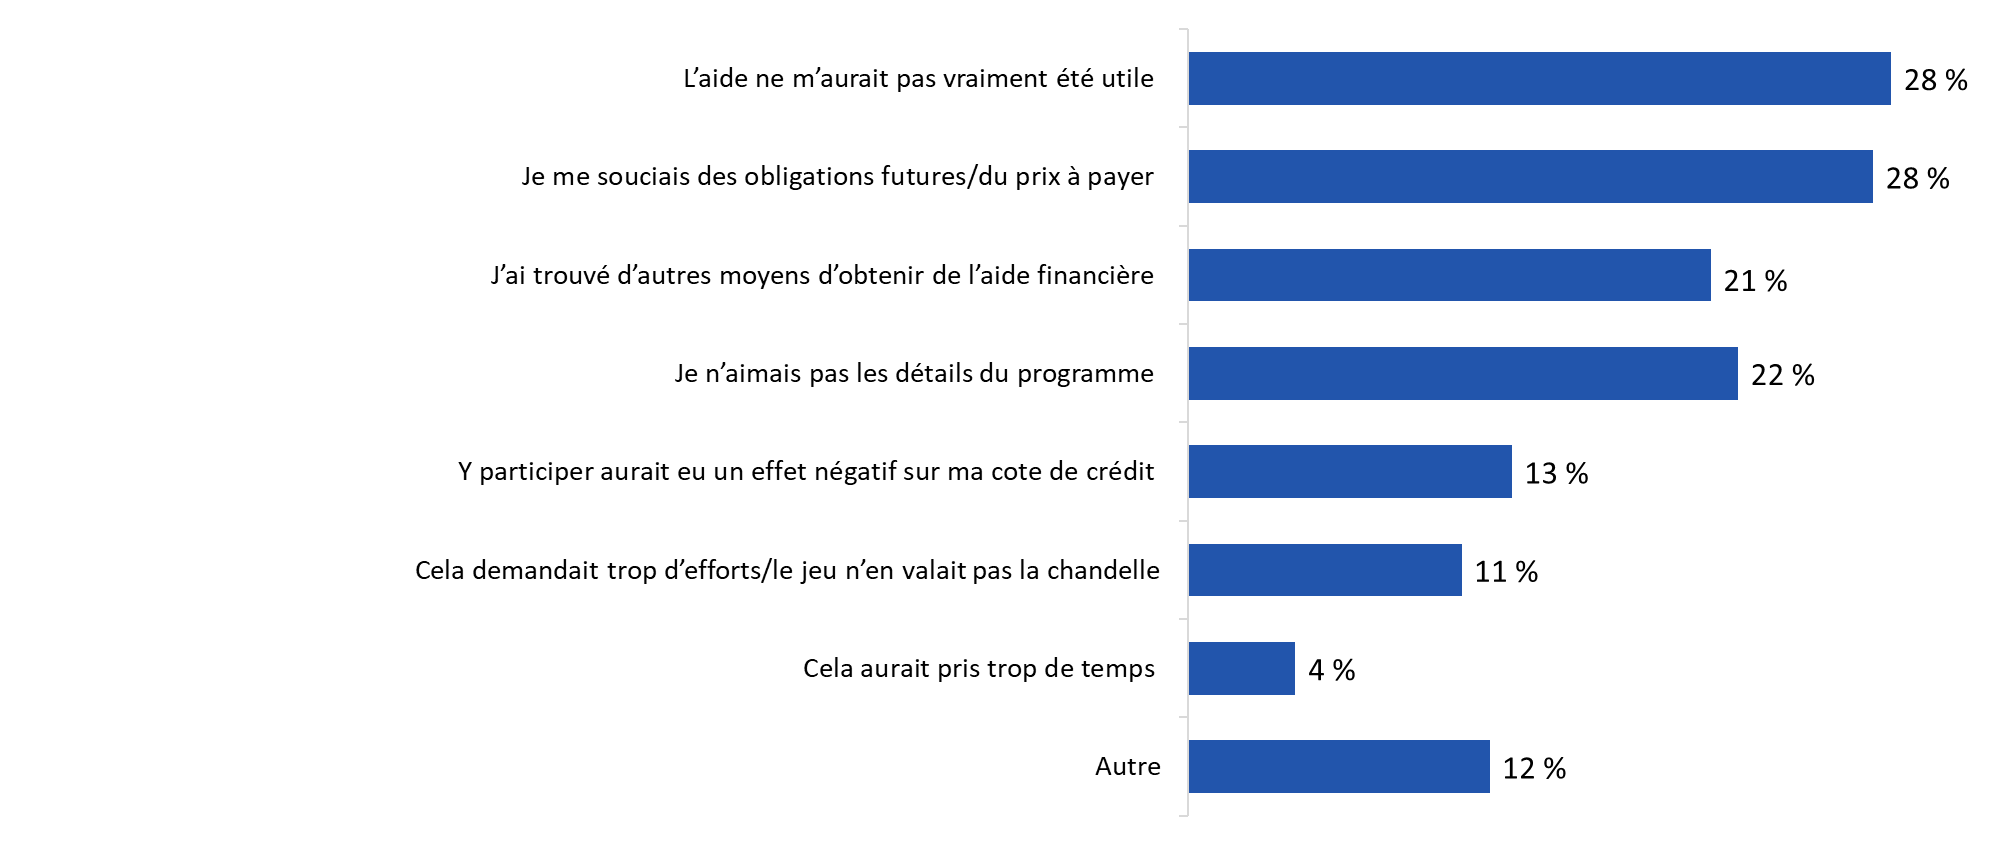 L’aide ne m’aurait pas vraiment été utile 28 %
Je me souciais des obligations futures/du prix à payer 28 %
J’ai trouvé d’autres moyens d’obtenir de l’aide financière 21 %
Je n’aimais pas les détails du programme 22 %
Y participer aurait eu un effet négatif sur ma cote de crédit 13 %
Cela demandait trop d’efforts/le jeu n’en valait pas la chandelle 11 %
Cela aurait pris trop de temps 4 %
Autre 12 %